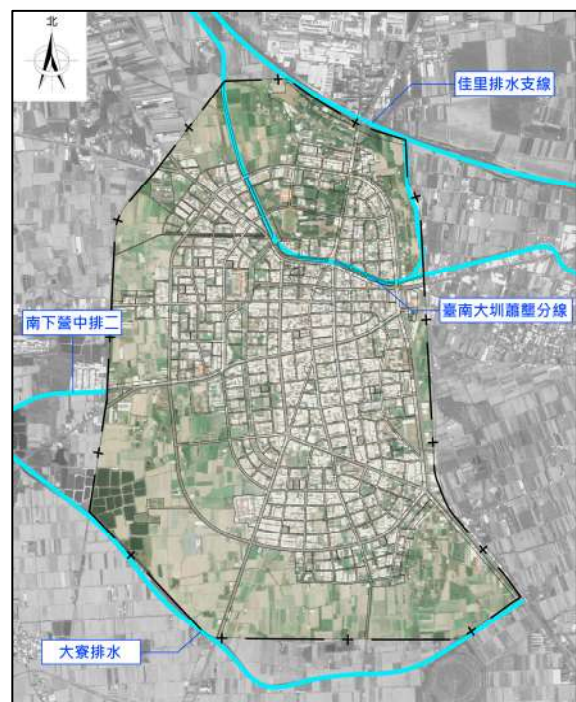 北
佳里排水支線
臺南大圳蕭壟分線
南下營中排二
大寮排水